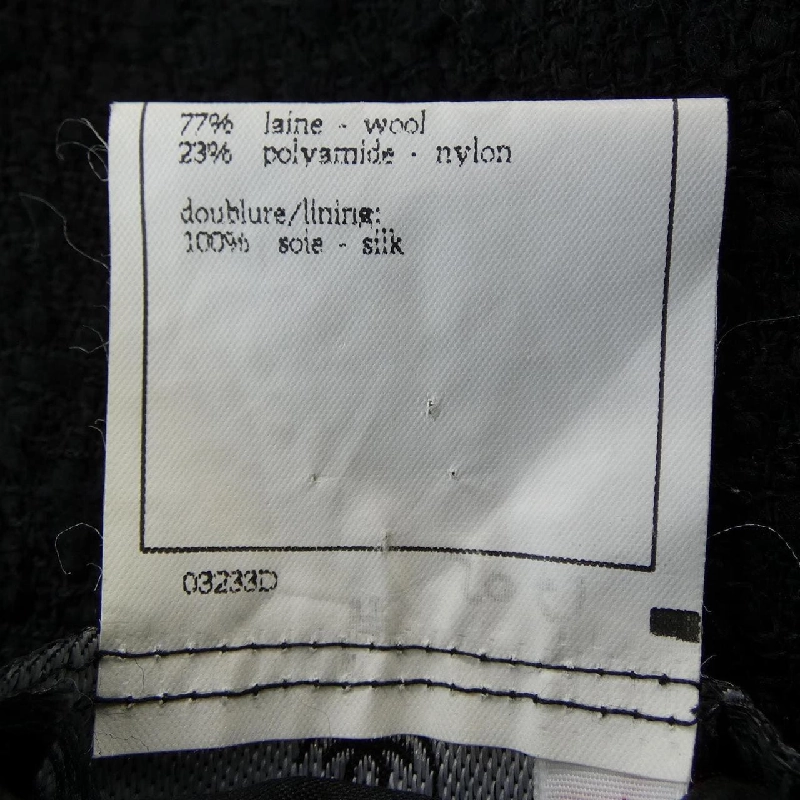 77% laine - wool
23% polyamide - nylon
doublure/lining:
100% soie - silk
03233D